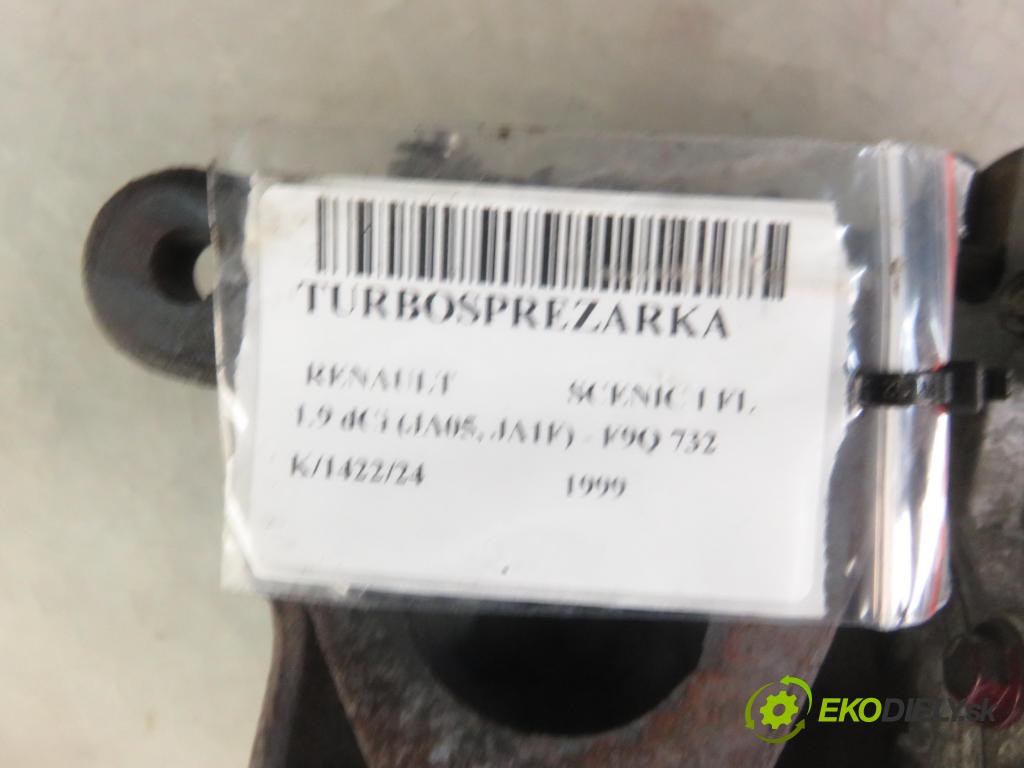 TURBOSPREZARKA
RENAULT SCENIC I FL
1.9 dCi (JA05, JA1F) - F9Q 732
K/1422/24 1999
EKODIELY.sk